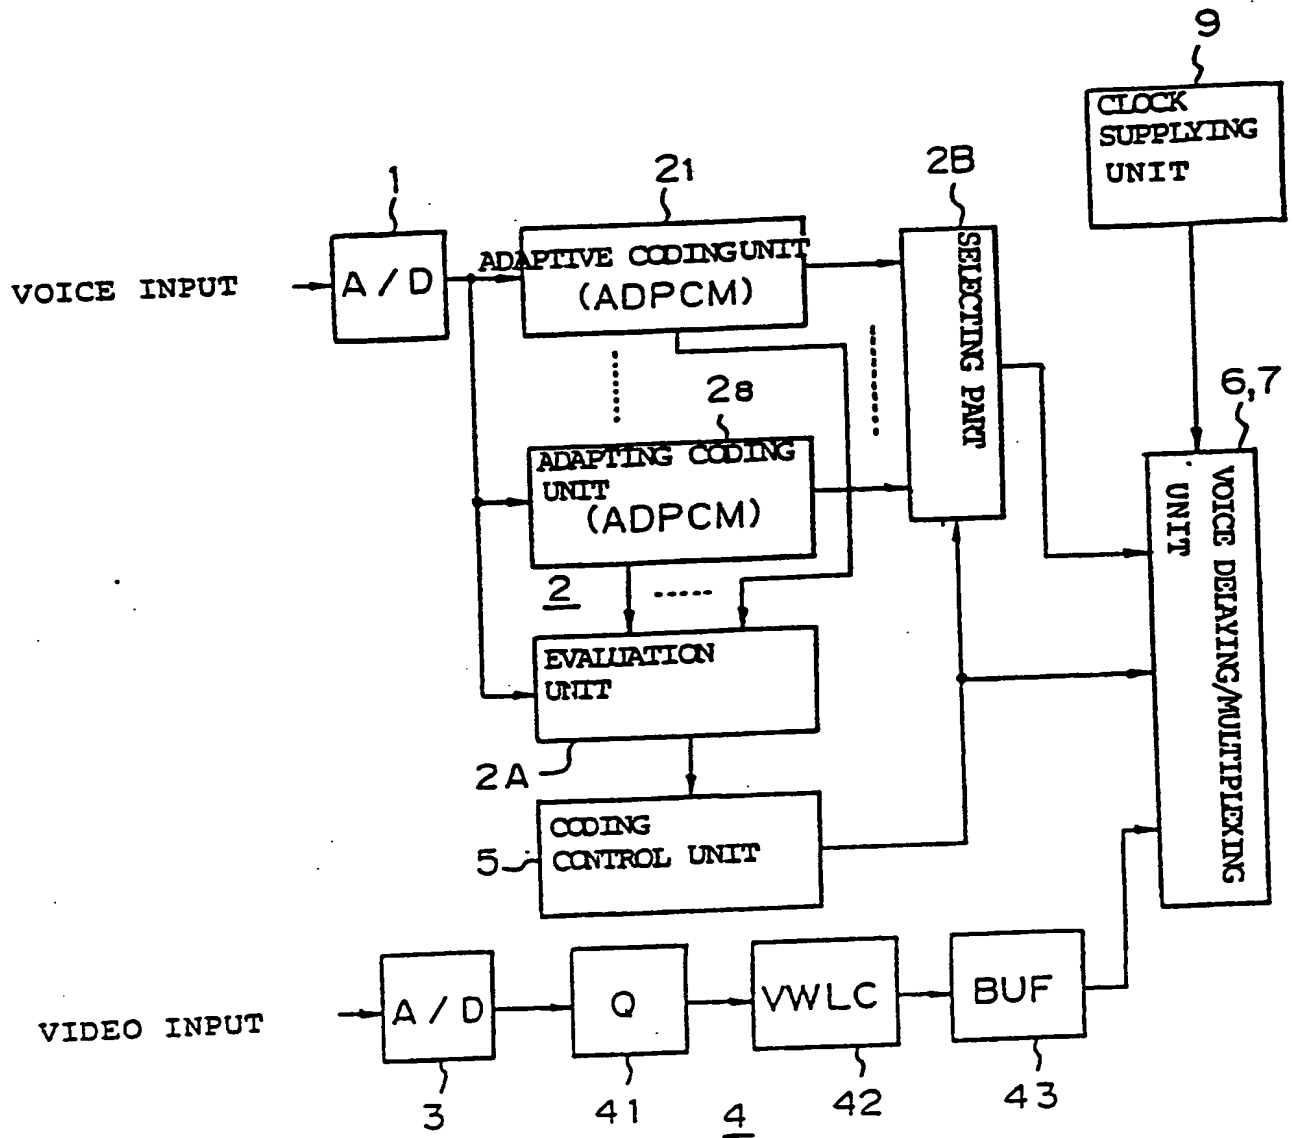 9
CLOCK
SUPPLYING
UNIT
1
21
2B
VOICE INPUT
A/D
ADAPTIVE CODING UNIT
(ADPCM)
SELECTING PART
28
ADAPTING CODING
UNIT
(ADPCM)
6,7
VOICE DELAYING/MULTIPLEXING
UNIT
2
EVALUATION
UNIT
2A
CODING
CONTROL UNIT
5
VIDEO INPUT
A/D
Q
VWLC
BUF
3
41
4
42
43